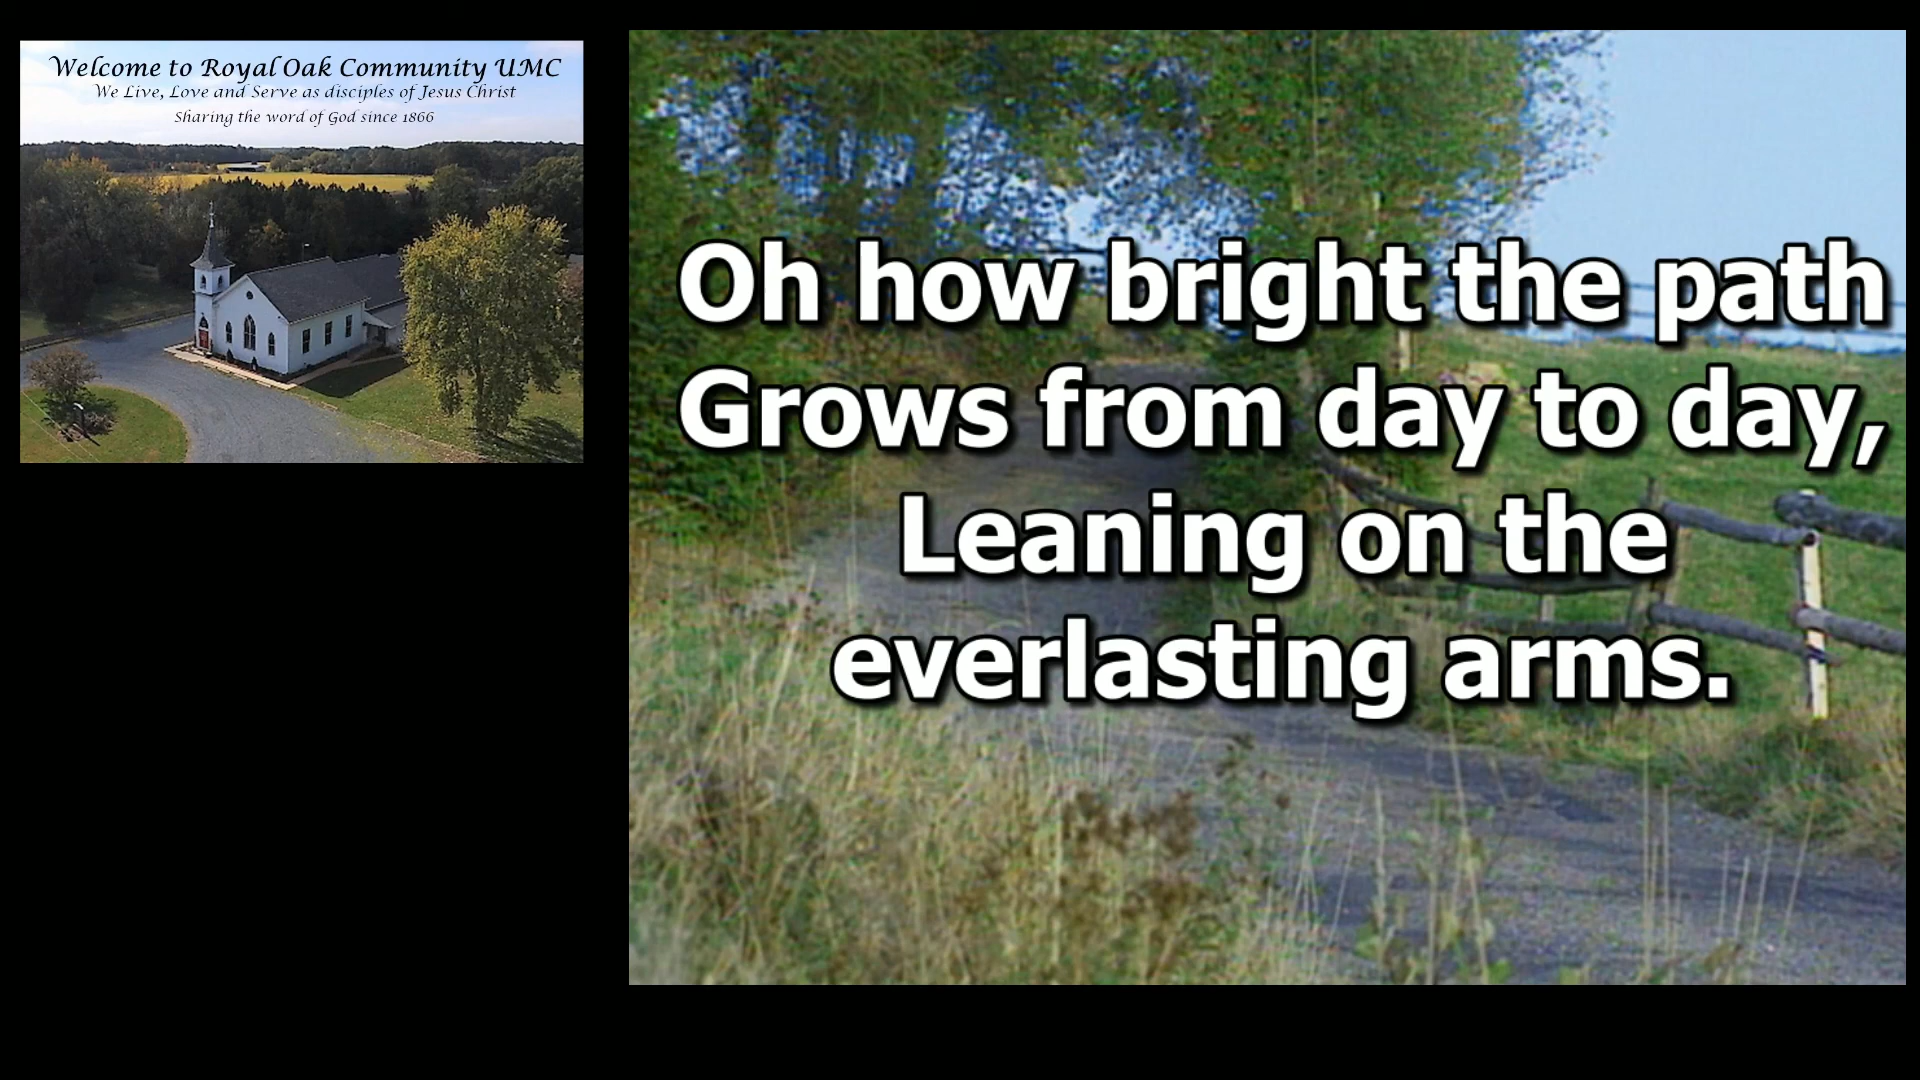 Welcome to Royal Oak Community UMC
We Live, Love and Serve as disciples of Jesus Christ
Sharing the word of God since 1866
Oh how bright the path
Grows from day to day,
Leaning on the
everlasting arms.